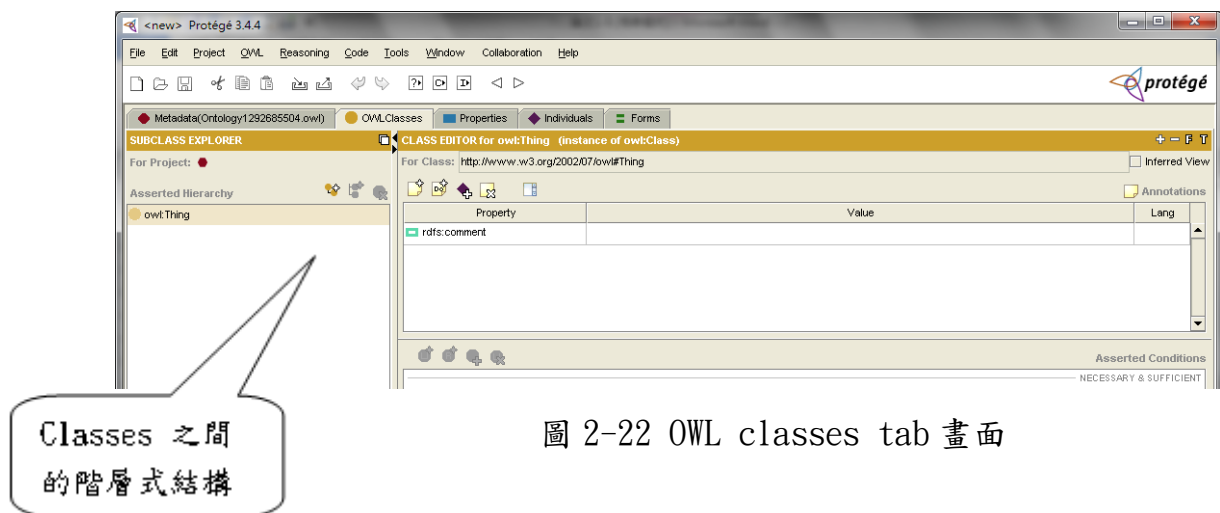 <new> Protégé 3.4.4
File Edit Project OWL Reasoning Code Tools Window Collaboration Help
protégé
Metadata(Ontology1292685504.owl) OWLClasses Properties Individuals Forms
SUBCLASS EXPLORER
CLASS EDITOR for owl:Thing (instance of owl:Class)
For Project:
For Class: http://www.w3.org/2002/07/owl#Thing
Inferred View
Asserted Hierarchy
Annotations
owl:Thing
Property Value Lang
rdfs:comment
Asserted Conditions
NECESSARY & SUFFICIENT
Classes 之間
的階層式結構
圖 2-22 OWL classes tab 畫面